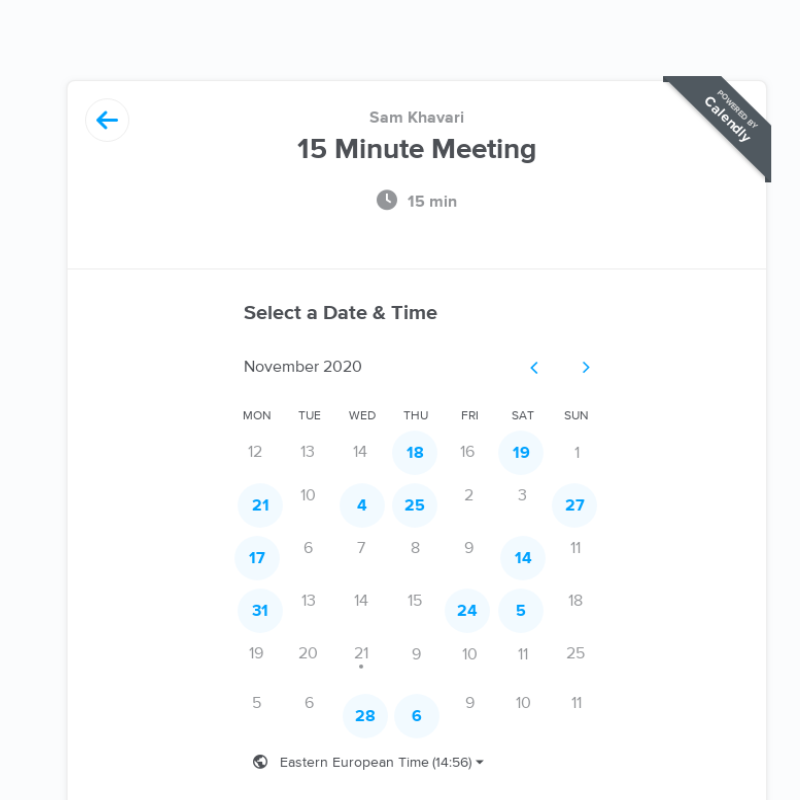 POWERED BY
Calendly
Sam Khavari
15 Minute Meeting
15 min
Select a Date & Time
November 2020
MON TUE WED THU FRI SAT SUN
12 13 14 18 16 19 1
21 10 4 25 2 3 27
17 6 7 8 9 14 11
31 13 14 15 24 5 18
19 20 21 9 10 11 25
5 6 28 6 9 10 11
Eastern European Time (14:56)